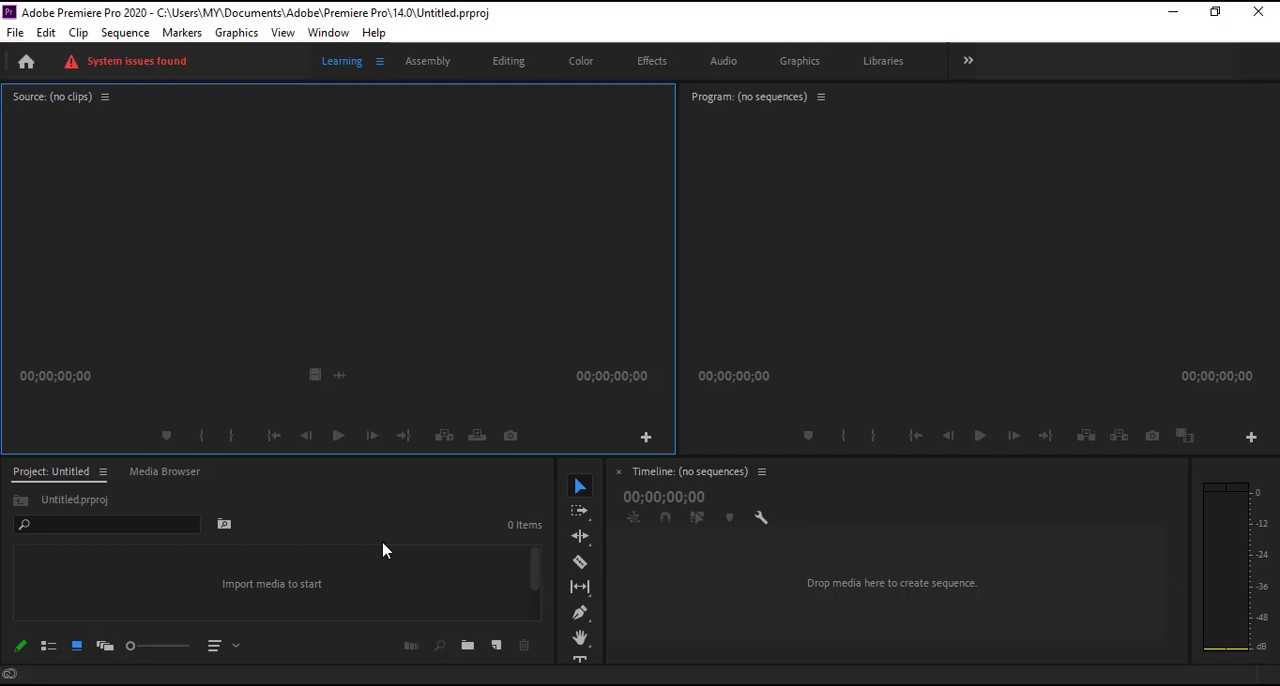 Pr Adobe Premiere Pro 2020 - C:\Users\MY\Documents\Adobe\Premiere Pro\14.0\Untitled.prproj
File Edit Clip Sequence Markers Graphics View Window Help
System issues found Learning Assembly Editing Color Effects Audio Graphics Libraries
Source: (no clips)
Program: (no sequences)
00;00;00;00 00;00;00;00
00;00;00;00 00;00;00;00
Project: Untitled Media Browser
Untitled.prproj
0 Items
Import media to start
Timeline: (no sequences)
00;00;00;00
Drop media here to create sequence.
0
-12
-24
-36
-48
dB